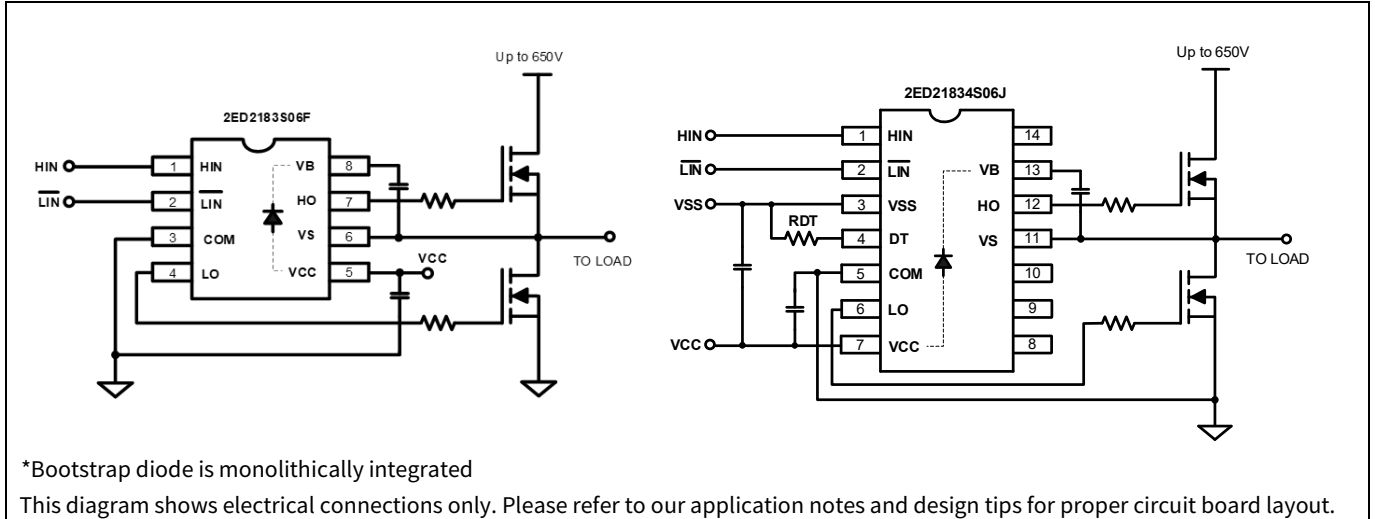 Up to 650V
2ED2183S06F
HIN
1
HIN
VB
8
L̅I̅N̅
2
L̅I̅N̅
HO
7
3
COM
VS
6
TO LOAD
4
LO
VCC
5
VCC
Up to 650V
2ED21834S06J
HIN
1
HIN
14
L̅I̅N̅
2
L̅I̅N̅
VB
13
VSS
3
VSS
HO
12
RDT
4
DT
VS
11
TO LOAD
5
COM
10
6
LO
9
VCC
7
VCC
8
*Bootstrap diode is monolithically integrated
This diagram shows electrical connections only. Please refer to our application notes and design tips for proper circuit board layout.